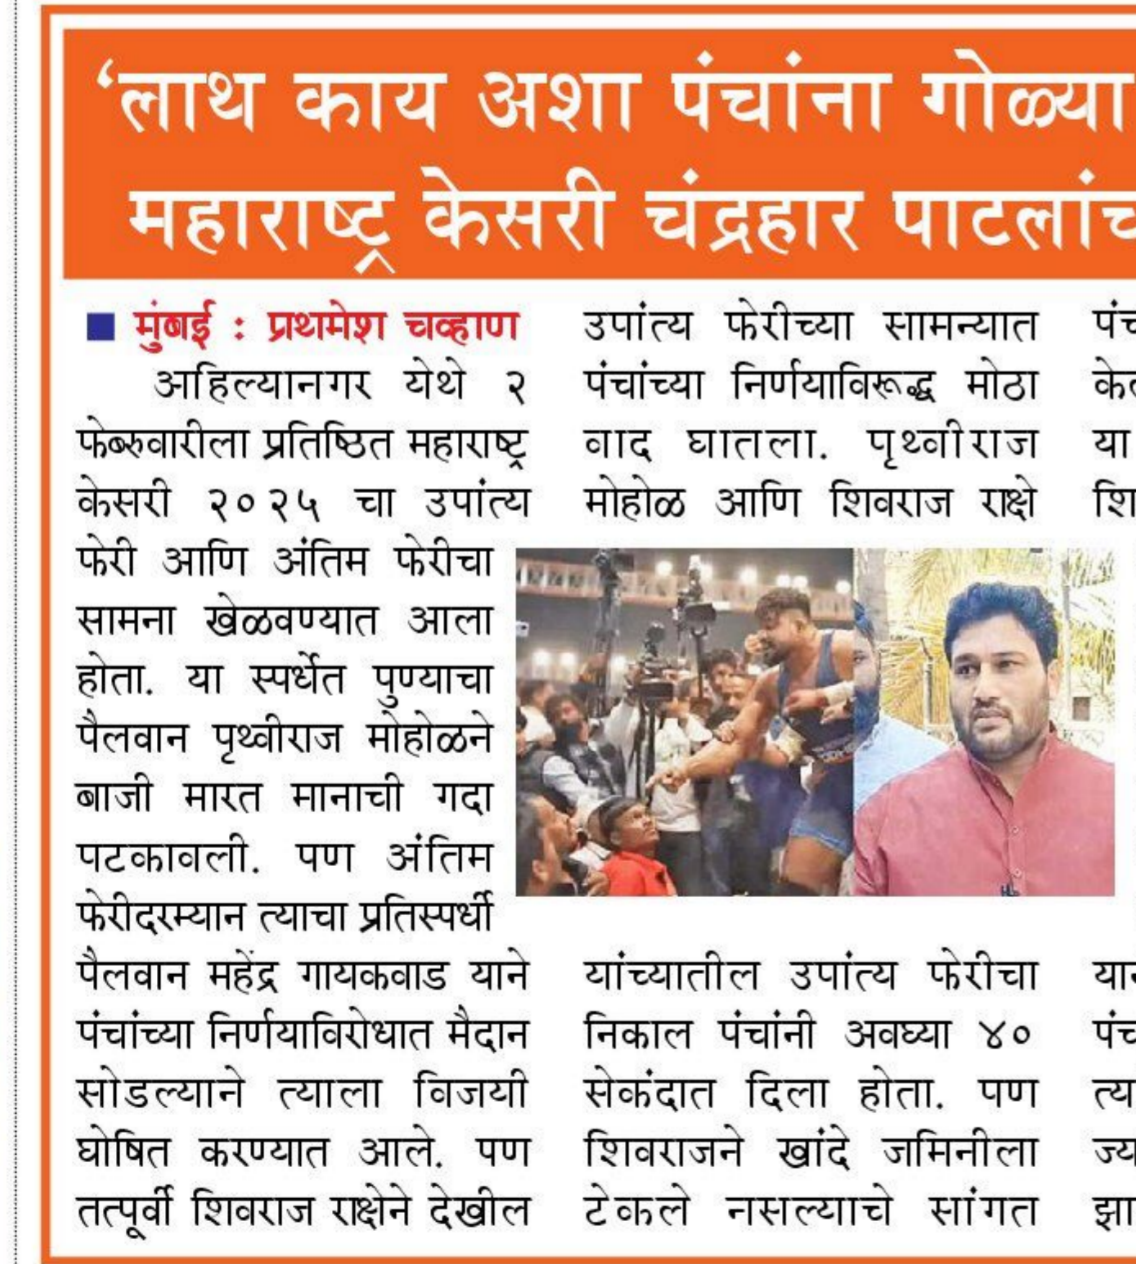 ‘लाथ काय अशा पंचांना गोळ्या
महाराष्ट्र केसरी चंद्रहार पाटलांच
■ मुंबई : प्रथमेश चव्हाण
आहिल्यानगर येथे २
फेब्रुवारीला प्रतिष्ठित महाराष्ट्र
केसरी २०२५ चा उपांत्य
फेरी आणि अंतिम फेरीचा
सामना खेळवण्यात आला
होता. या स्पर्धेत पुण्याचा
पैलवान पृथ्वीराज मोहोळने
बाजी मारत मानाची गदा
पटकावली. पण अंतिम
फेरीदरम्यान त्याचा प्रतिस्पर्धी
पैलवान महेंद्र गायकवाड याने
पंचांच्या निर्णयाविरोधात मैदान
सोडल्याने त्याला विजयी
घोषित करण्यात आले. पण
तत्पूर्वी शिवराज राक्षेने देखील
उपांत्य फेरीच्या सामन्यात
पंचांच्या निर्णयाविरूद्ध मोठा
वाद घातला. पृथ्वीराज
मोहोळ आणि शिवराज राक्षे
यांच्यातील उपांत्य फेरीचा
निकाल पंचांनी अवघ्या ४०
सेकंदात दिला होता. पण
शिवराजने खांदे जमिनीला
टेकले नसल्याचे सांगत
पंच
केल
या
शि
यान
पंच
त्य
ज्य
झा